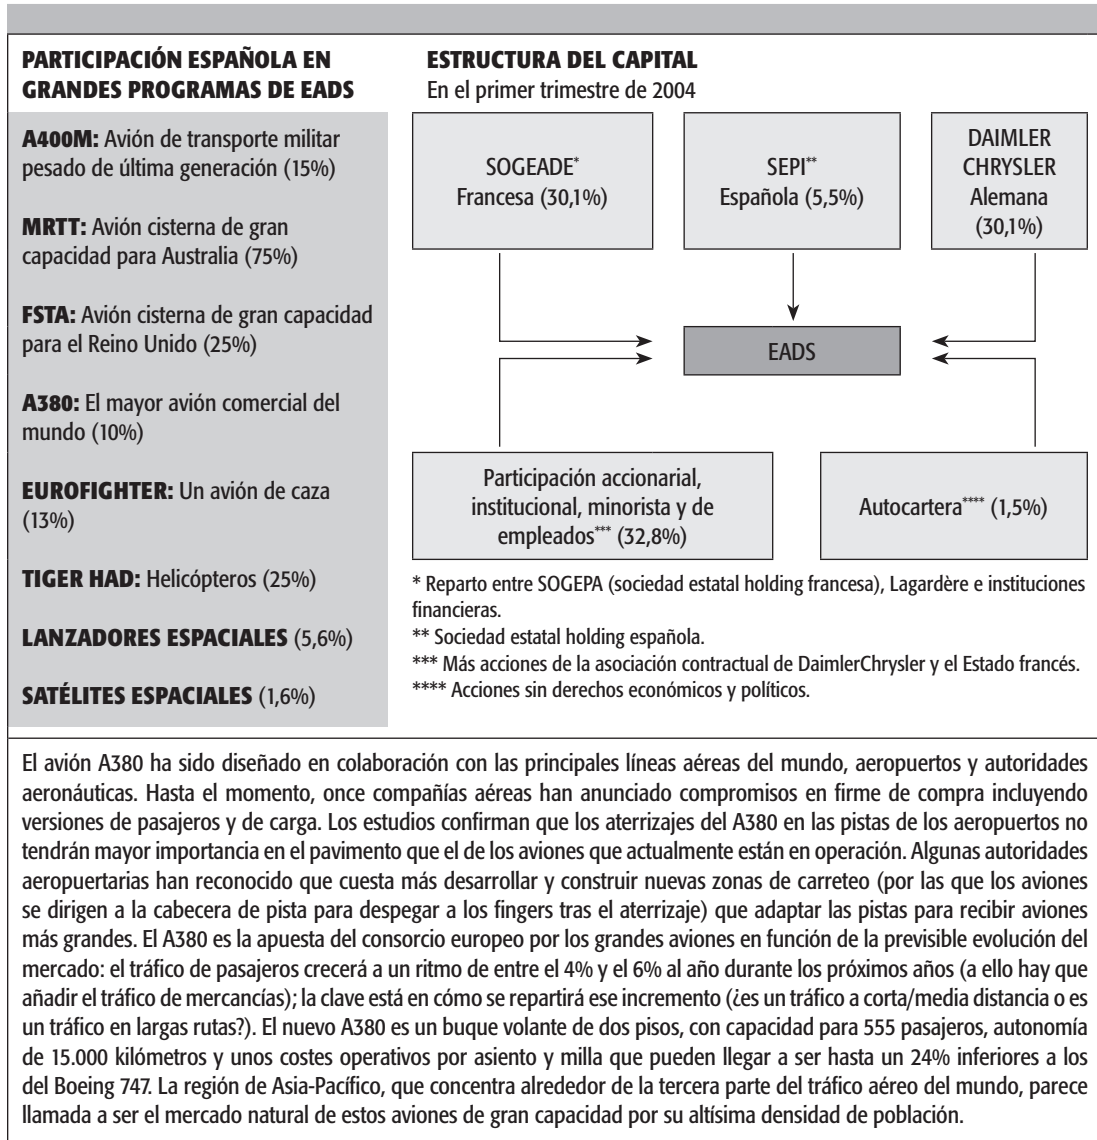 PARTICIPACIÓN ESPAÑOLA EN
GRANDES PROGRAMAS DE EADS
A400M: Avión de transporte militar
pesado de última generación (15%)
MRTT: Avión cisterna de gran
capacidad para Australia (75%)
FSTA: Avión cisterna de gran capacidad
para el Reino Unido (25%)
A380: El mayor avión comercial del
mundo (10%)
EUROFIGHTER: Un avión de caza
(13%)
TIGER HAD: Helicópteros (25%)
LANZADORES ESPACIALES (5,6%)
SATÉLITES ESPACIALES (1,6%)
ESTRUCTURA DEL CAPITAL
En el primer trimestre de 2004
SOGEADE*
Francesa (30,1%)
SEPI**
Española (5,5%)
DAIMLER
CHRYSLER
Alemana
(30,1%)
EADS
Participación accionarial,
institucional, minorista y de
empleados*** (32,8%)
Autocartera**** (1,5%)
* Reparto entre SOGEPA (sociedad estatal holding francesa), Lagardère e instituciones
financieras.
** Sociedad estatal holding española.
*** Más acciones de la asociación contractual de DaimlerChrysler y el Estado francés.
**** Acciones sin derechos económicos y políticos.
El avión A380 ha sido diseñado en colaboración con las principales líneas aéreas del mundo, aeropuertos y autoridades
aeronáuticas. Hasta el momento, once compañías aéreas han anunciado compromisos en firme de compra incluyendo
versiones de pasajeros y de carga. Los estudios confirman que los aterrizajes del A380 en las pistas de los aeropuertos no
tendrán mayor importancia en el pavimento que el de los aviones que actualmente están en operación. Algunas autoridades
aeropuertarias han reconocido que cuesta más desarrollar y construir nuevas zonas de carreteo (por las que los aviones
se dirigen a la cabecera de pista para despegar a los fingers tras el aterrizaje) que adaptar las pistas para recibir aviones
más grandes. El A380 es la apuesta del consorcio europeo por los grandes aviones en función de la previsible evolución del
mercado: el tráfico de pasajeros crecerá a un ritmo de entre el 4% y el 6% al año durante los próximos años (a ello hay que
añadir el tráfico de mercancías); la clave está en cómo se repartirá ese incremento (¿es un tráfico a corta/media distancia o es
un tráfico en largas rutas?). El nuevo A380 es un buque volante de dos pisos, con capacidad para 555 pasajeros, autonomía
de 15.000 kilómetros y unos costes operativos por asiento y milla que pueden llegar a ser hasta un 24% inferiores a los
del Boeing 747. La región de Asia-Pacífico, que concentra alrededor de la tercera parte del tráfico aéreo del mundo, parece
llamada a ser el mercado natural de estos aviones de gran capacidad por su altísima densidad de población.